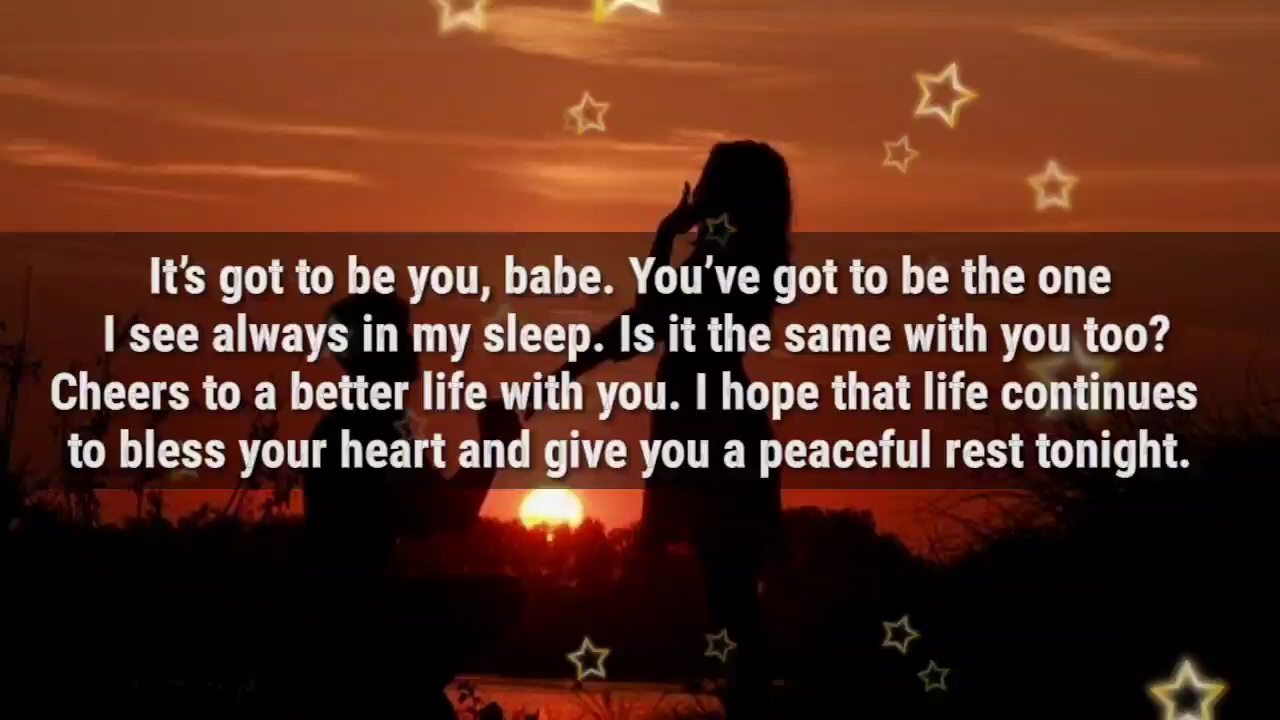 It’s got to be you, babe. You’ve got to be the one
I see always in my sleep. Is it the same with you too?
Cheers to a better life with you. I hope that life continues
to bless your heart and give you a peaceful rest tonight.